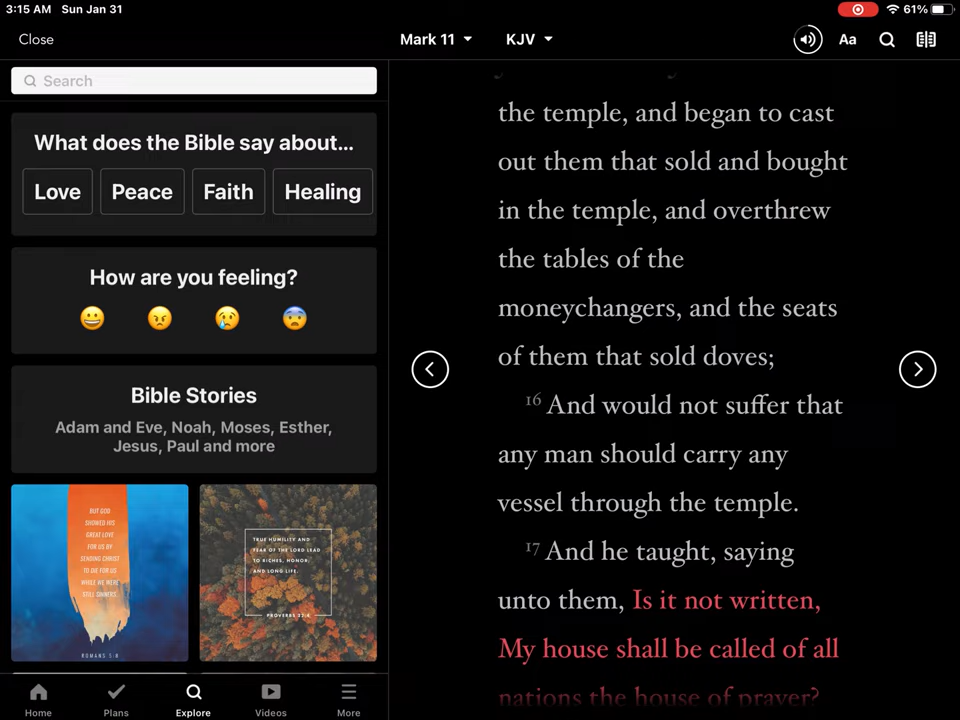 3:15 AM Sun Jan 31
61%
Close
Mark 11
KJV
Aa
Search
What does the Bible say about...
Love
Peace
Faith
Healing
How are you feeling?
Bible Stories
Adam and Eve, Noah, Moses, Esther,
Jesus, Paul and more
BUT GOD
SHOWED HIS
GREAT LOVE
FOR US BY
SENDING CHRIST
TO DIE FOR US
WHILE WE WERE
STILL SINNERS.
ROMANS 5:8
TRUE HUMILITY AND
FEAR OF THE LORD LEAD
TO RICHES, HONOR,
AND LONG LIFE.
PROVERBS 22:4
Home
Plans
Explore
Videos
More
the temple, and began to cast
out them that sold and bought
in the temple, and overthrew
the tables of the
moneychangers, and the seats
of them that sold doves;
16 And would not suffer that
any man should carry any
vessel through the temple.
17 And he taught, saying
unto them, Is it not written,
My house shall be called of all
nations the house of prayer?